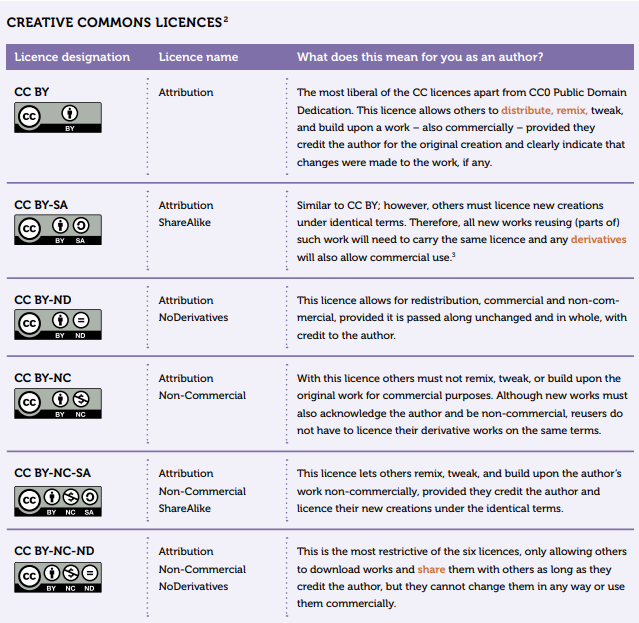 CREATIVE COMMONS LICENCES²
Licence designation Licence name What does this mean for you as an author?
CC BY
cc
BY
Attribution
The most liberal of the CC licences apart from CC0 Public Domain
Dedication. This licence allows others to distribute, remix, tweak,
and build upon a work – also commercially – provided they
credit the author for the original creation and clearly indicate that
changes were made to the work, if any.
CC BY-SA
cc
BY SA
Attribution
ShareAlike
Similar to CC BY; however, others must licence new creations
under identical terms. Therefore, all new works reusing (parts of)
such work will need to carry the same licence and any derivatives
will also allow commercial use.³
CC BY-ND
cc
BY ND
Attribution
NoDerivatives
This licence allows for redistribution, commercial and non-com-
mercial, provided it is passed along unchanged and in whole, with
credit to the author.
CC BY-NC
cc
BY NC
Attribution
Non-Commercial
With this licence others must not remix, tweak, or build upon the
original work for commercial purposes. Although new works must
also acknowledge the author and be non-commercial, reusers do
not have to licence their derivative works on the same terms.
CC BY-NC-SA
cc
BY NC SA
Attribution
Non-Commercial
ShareAlike
This licence lets others remix, tweak, and build upon the author's
work non-commercially, provided they credit the author and
licence their new creations under the identical terms.
CC BY-NC-ND
cc
BY NC ND
Attribution
Non-Commercial
NoDerivatives
This is the most restrictive of the six licences, only allowing others
to download works and share them with others as long as they
credit the author, but they cannot change them in any way or use
them commercially.